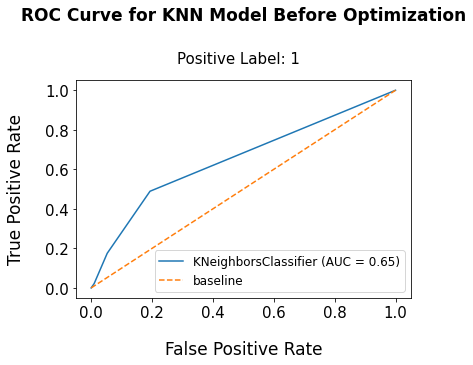 ROC Curve for KNN Model Before Optimization
Positive Label: 1
True Positive Rate
1.0
0.8
0.6
0.4
0.2
0.0
KNeighborsClassifier (AUC = 0.65)
baseline
0.0 0.2 0.4 0.6 0.8 1.0
False Positive Rate